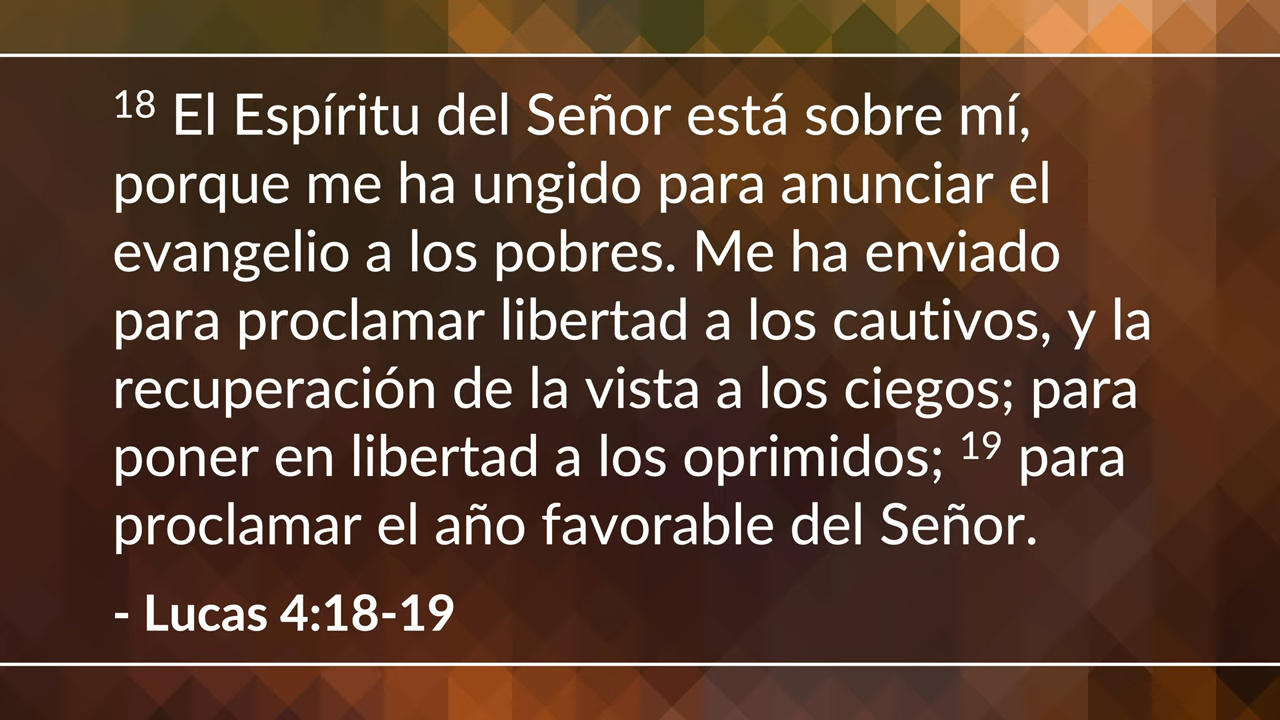 18 El Espíritu del Señor está sobre mí,
porque me ha ungido para anunciar el
evangelio a los pobres. Me ha enviado
para proclamar libertad a los cautivos, y la
recuperación de la vista a los ciegos; para
poner en libertad a los oprimidos; 19 para
proclamar el año favorable del Señor.
- Lucas 4:18-19